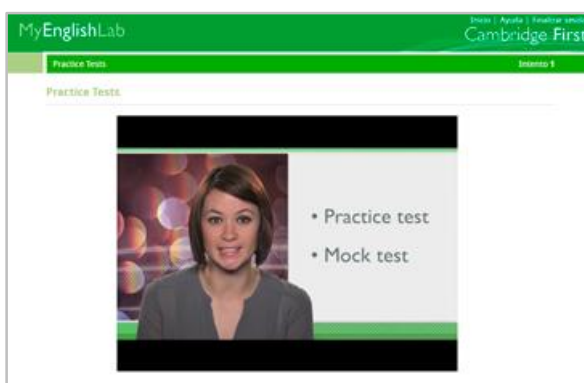 MyEnglishLab
Inicio | Ayuda | Finalizar sesión
Cambridge First
Practice Tests
Intento 1
Practice Tests
• Practice test
• Mock test